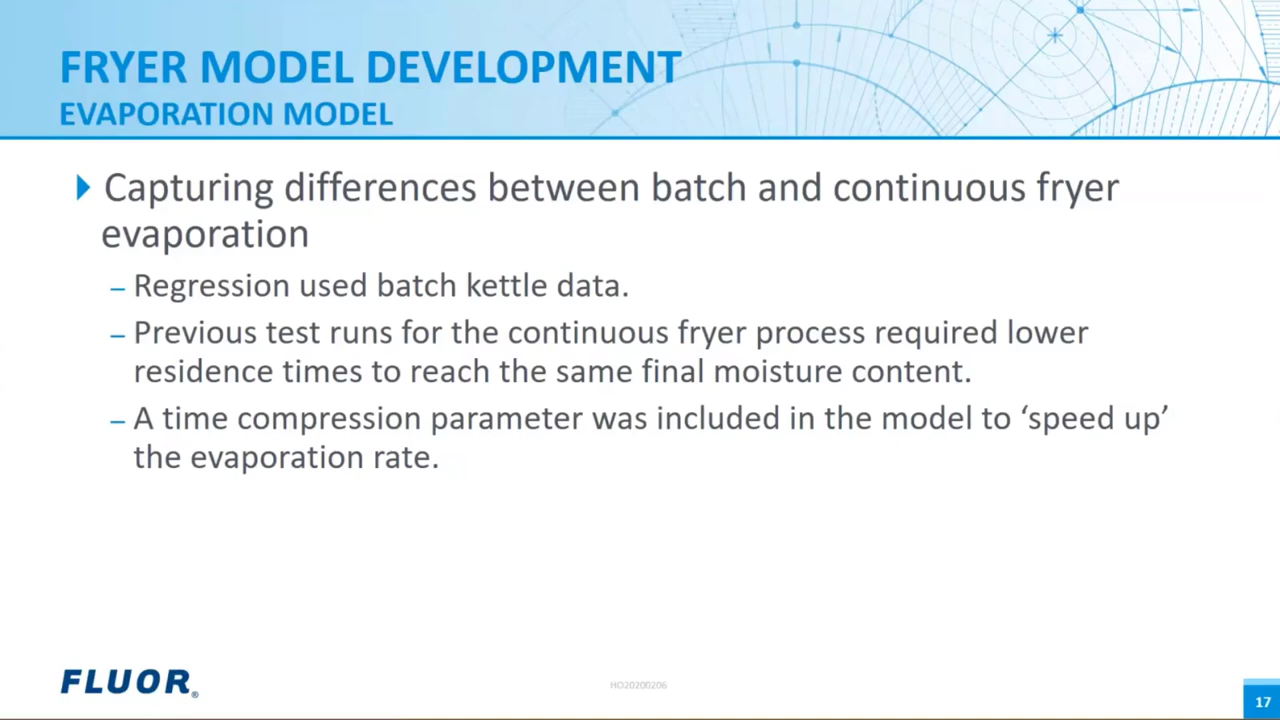 FRYER MODEL DEVELOPMENT
EVAPORATION MODEL
Capturing differences between batch and continuous fryer
evaporation
– Regression used batch kettle data.
– Previous test runs for the continuous fryer process required lower
residence times to reach the same final moisture content.
– A time compression parameter was included in the model to ‘speed up’
the evaporation rate.
FLUOR®
HO20200206
17